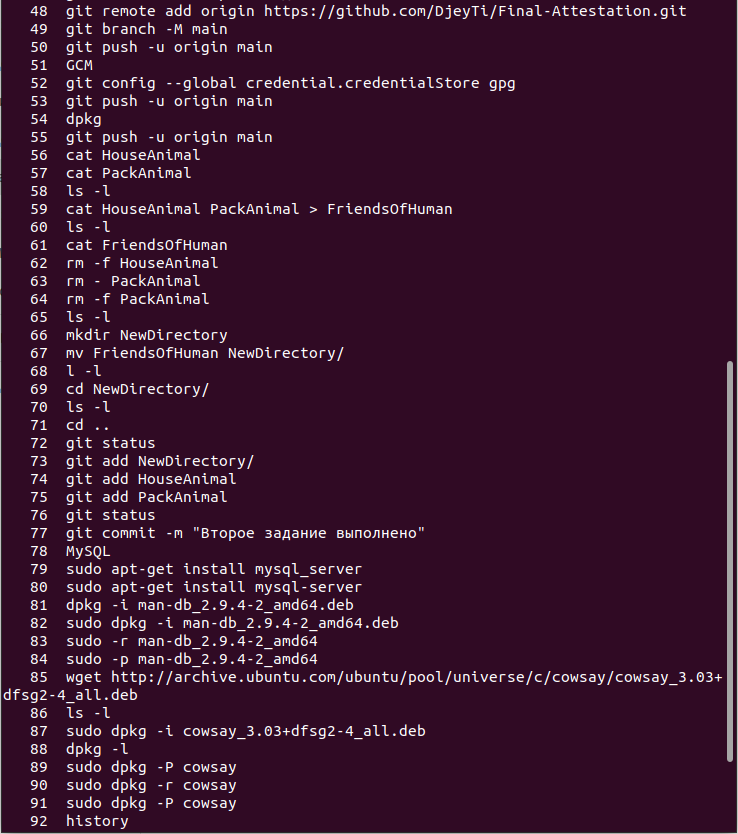 48 git remote add origin https://github.com/DjeyTi/Final-Attestation.git
49 git branch -M main
50 git push -u origin main
51 GCM
52 git config --global credential.credentialStore gpg
53 git push -u origin main
54 dpkg
55 git push -u origin main
56 cat HouseAnimal
57 cat PackAnimal
58 ls -l
59 cat HouseAnimal PackAnimal > FriendsOfHuman
60 ls -l
61 cat FriendsOfHuman
62 rm -f HouseAnimal
63 rm - PackAnimal
64 rm -f PackAnimal
65 ls -l
66 mkdir NewDirectory
67 mv FriendsOfHuman NewDirectory/
68 l -l
69 cd NewDirectory/
70 ls -l
71 cd ..
72 git status
73 git add NewDirectory/
74 git add HouseAnimal
75 git add PackAnimal
76 git status
77 git commit -m "Второе задание выполнено"
78 MySQL
79 sudo apt-get install mysql_server
80 sudo apt-get install mysql-server
81 dpkg -i man-db_2.9.4-2_amd64.deb
82 sudo dpkg -i man-db_2.9.4-2_amd64.deb
83 sudo -r man-db_2.9.4-2_amd64
84 sudo -p man-db_2.9.4-2_amd64
85 wget http://archive.ubuntu.com/ubuntu/pool/universe/c/cowsay/cowsay_3.03+
dfsg2-4_all.deb
86 ls -l
87 sudo dpkg -i cowsay_3.03+dfsg2-4_all.deb
88 dpkg -l
89 sudo dpkg -P cowsay
90 sudo dpkg -r cowsay
91 sudo dpkg -P cowsay
92 history